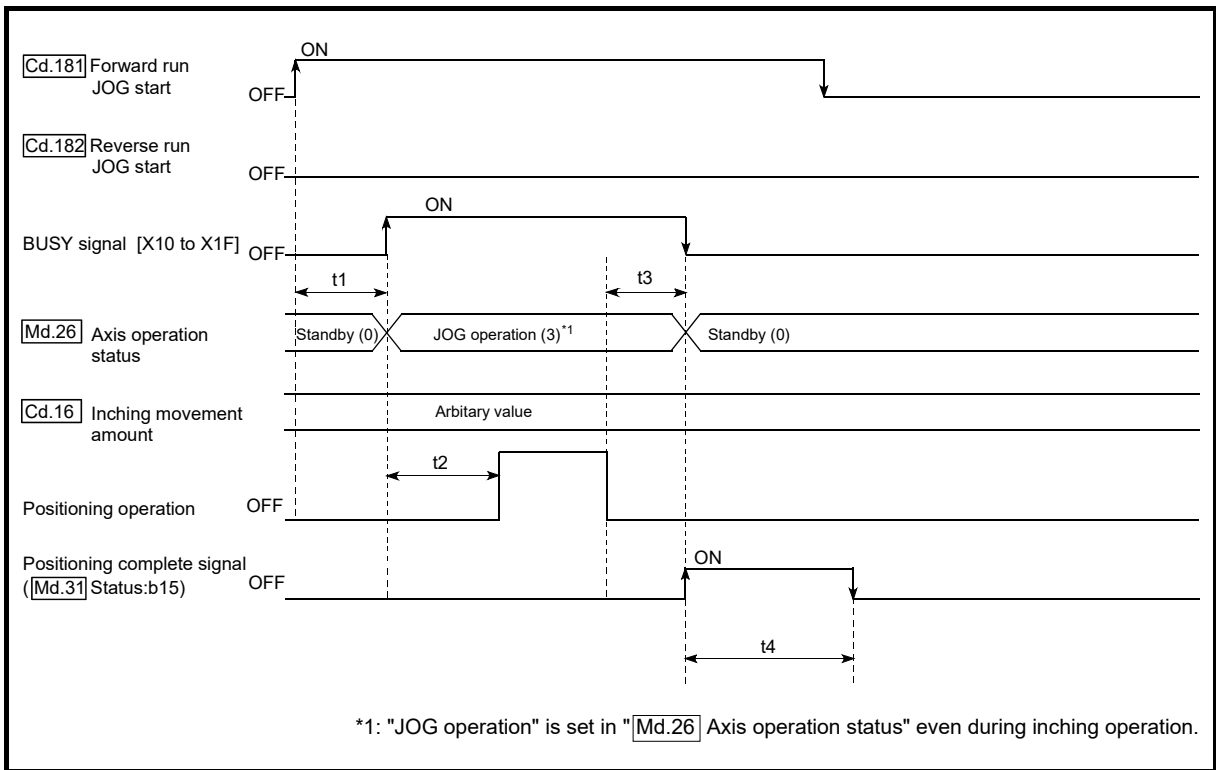 ON
Cd.181 Forward run
JOG start
OFF
Cd.182 Reverse run
JOG start
OFF
ON
BUSY signal [X10 to X1F]
OFF
t1
t3
Md.26 Axis operation
status
Standby (0)
JOG operation (3)*1
Standby (0)
Cd.16 Inching movement
amount
Arbitary value
t2
Positioning operation
OFF
Positioning complete signal
(Md.31 Status:b15)
OFF
ON
t4
*1: "JOG operation" is set in "Md.26 Axis operation status" even during inching operation.